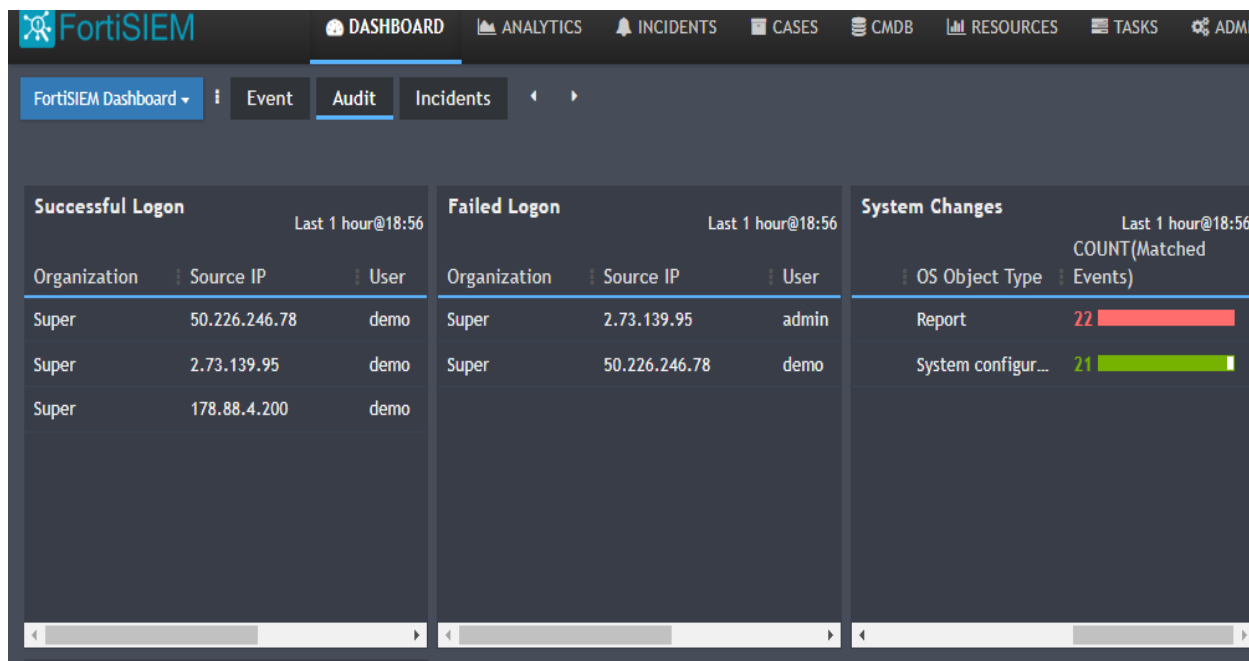 FortiSIEM DASHBOARD ANALYTICS INCIDENTS CASES CMDB RESOURCES TASKS ADMI
FortiSIEM Dashboard Event Audit Incidents
Successful Logon
Last 1 hour@18:56
Organization Source IP User
Super 50.226.246.78 demo
Super 2.73.139.95 demo
Super 178.88.4.200 demo
Failed Logon
Last 1 hour@18:56
Organization Source IP User
Super 2.73.139.95 admin
Super 50.226.246.78 demo
System Changes
Last 1 hour@18:56
OS Object Type COUNT(Matched
Events)
Report 22
System configur... 21